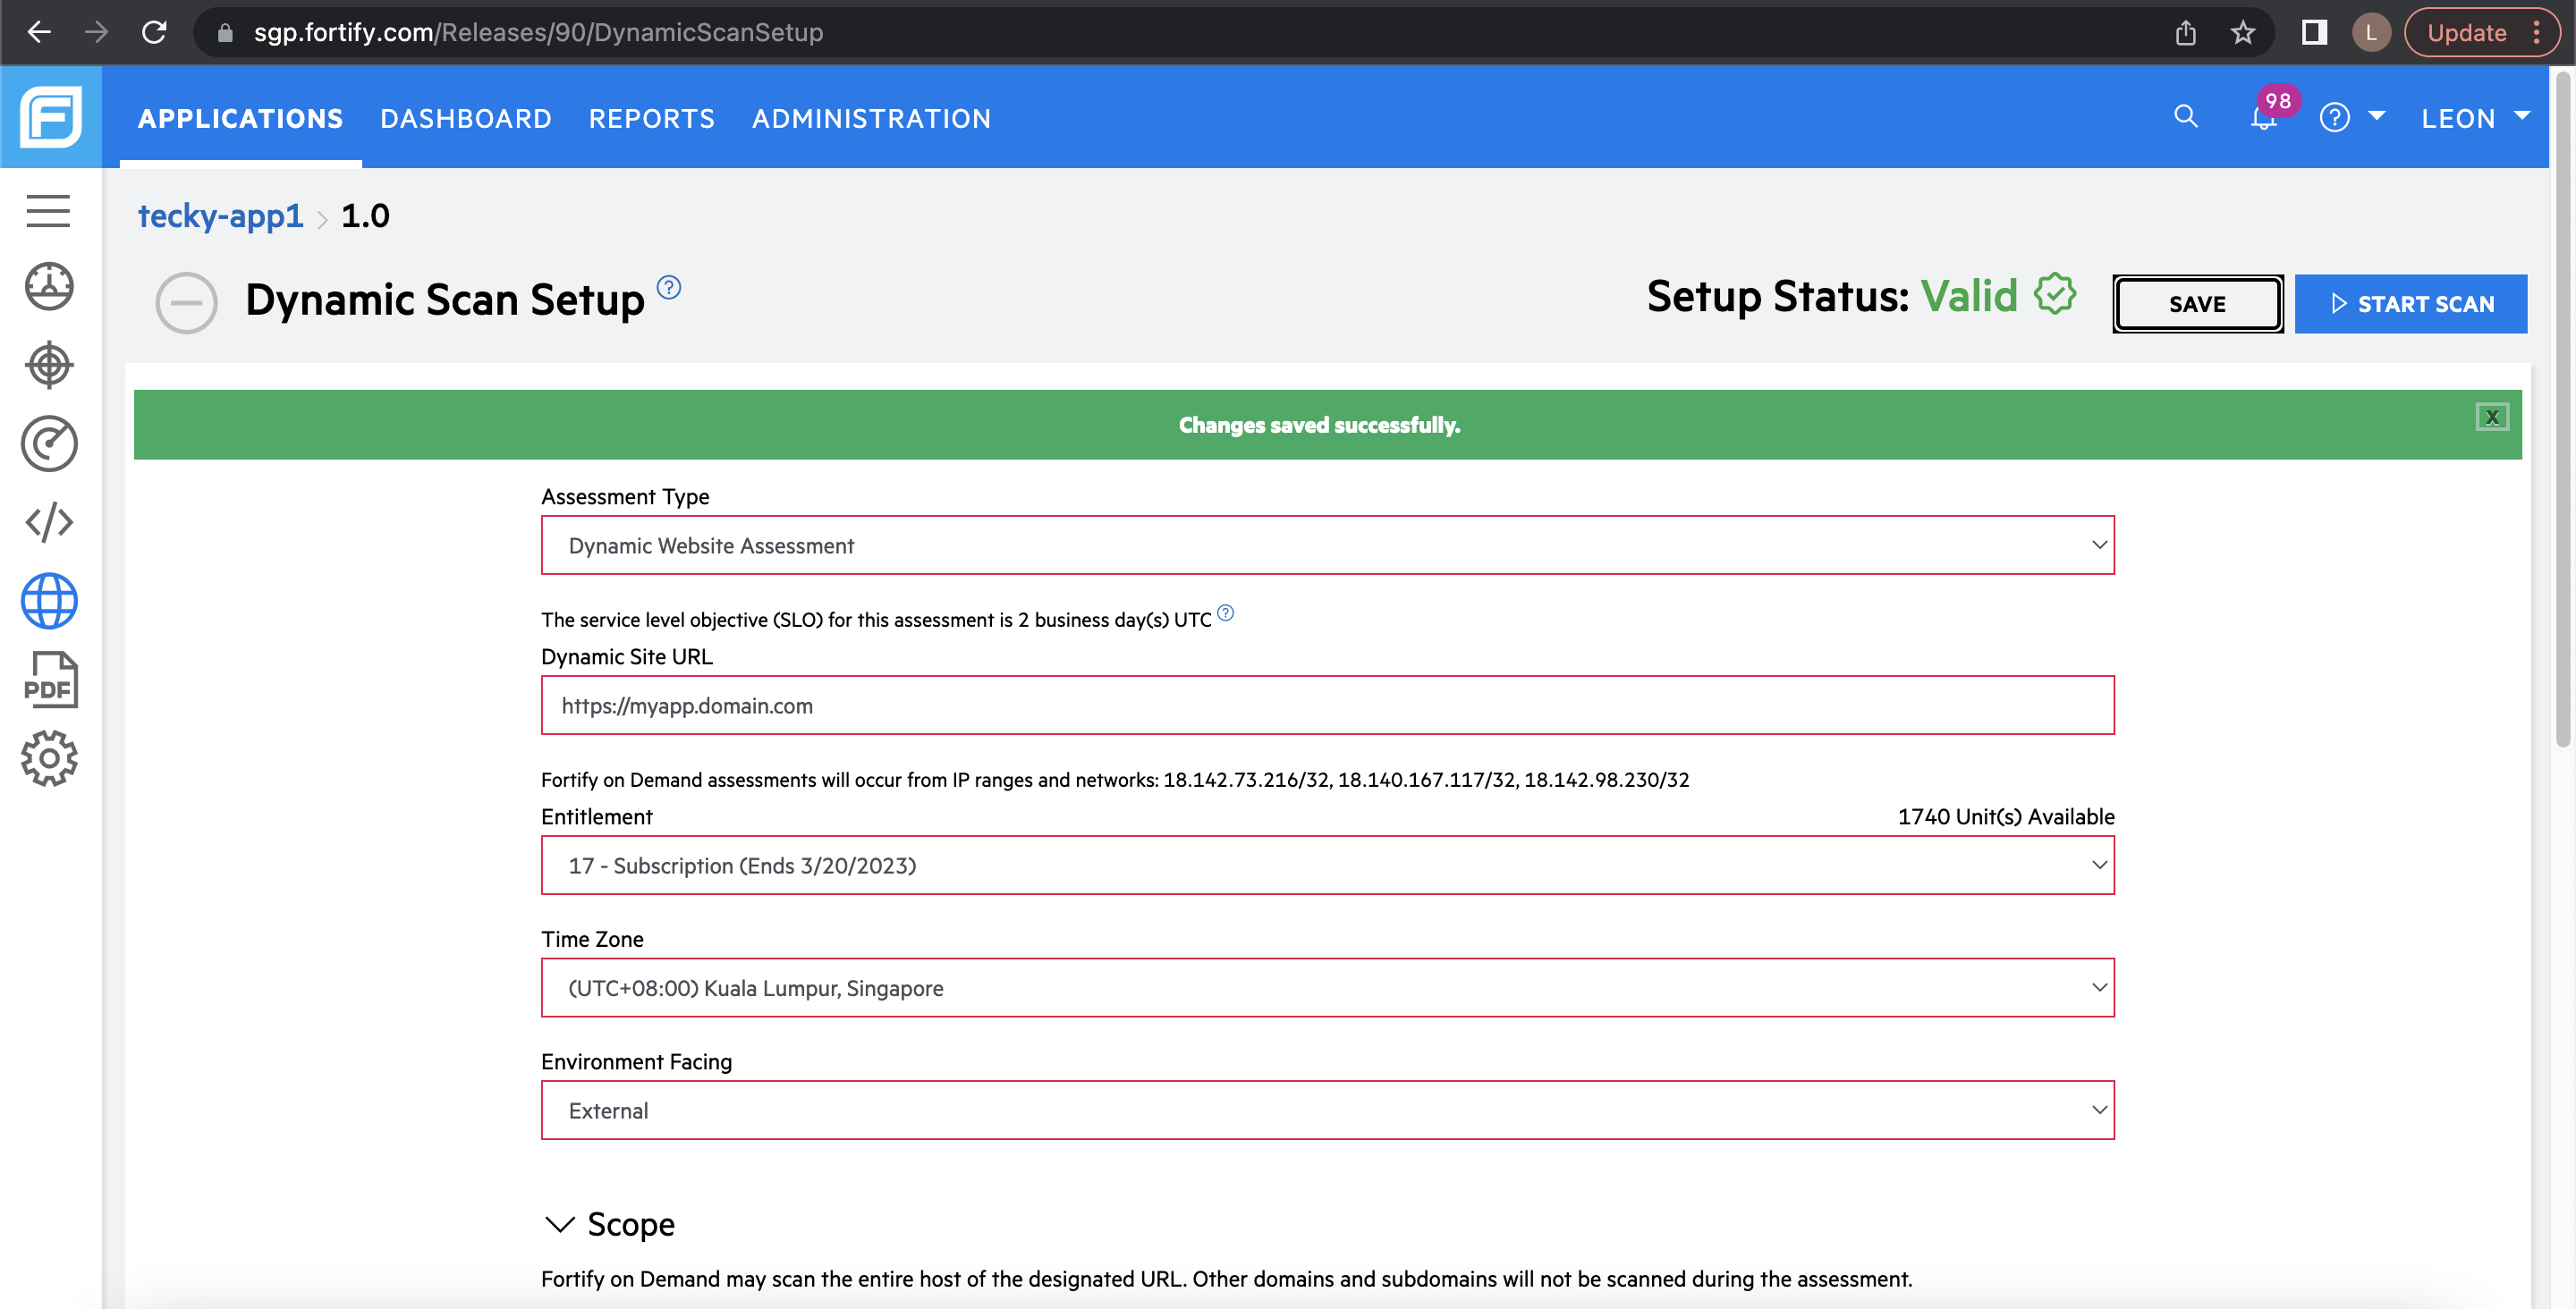 sgp.fortify.com/Releases/90/DynamicScanSetup
L
Update
F
APPLICATIONS DASHBOARD REPORTS ADMINISTRATION
98
?
LEON
tecky-app1 > 1.0
Dynamic Scan Setup ?
Setup Status: Valid
SAVE
START SCAN
Changes saved successfully.
X
Assessment Type
Dynamic Website Assessment
The service level objective (SLO) for this assessment is 2 business day(s) UTC ?
Dynamic Site URL
https://myapp.domain.com
Fortify on Demand assessments will occur from IP ranges and networks: 18.142.73.216/32, 18.140.167.117/32, 18.142.98.230/32
Entitlement
1740 Unit(s) Available
17 - Subscription (Ends 3/20/2023)
Time Zone
(UTC+08:00) Kuala Lumpur, Singapore
Environment Facing
External
Scope
Fortify on Demand may scan the entire host of the designated URL. Other domains and subdomains will not be scanned during the assessment.
</>
PDF